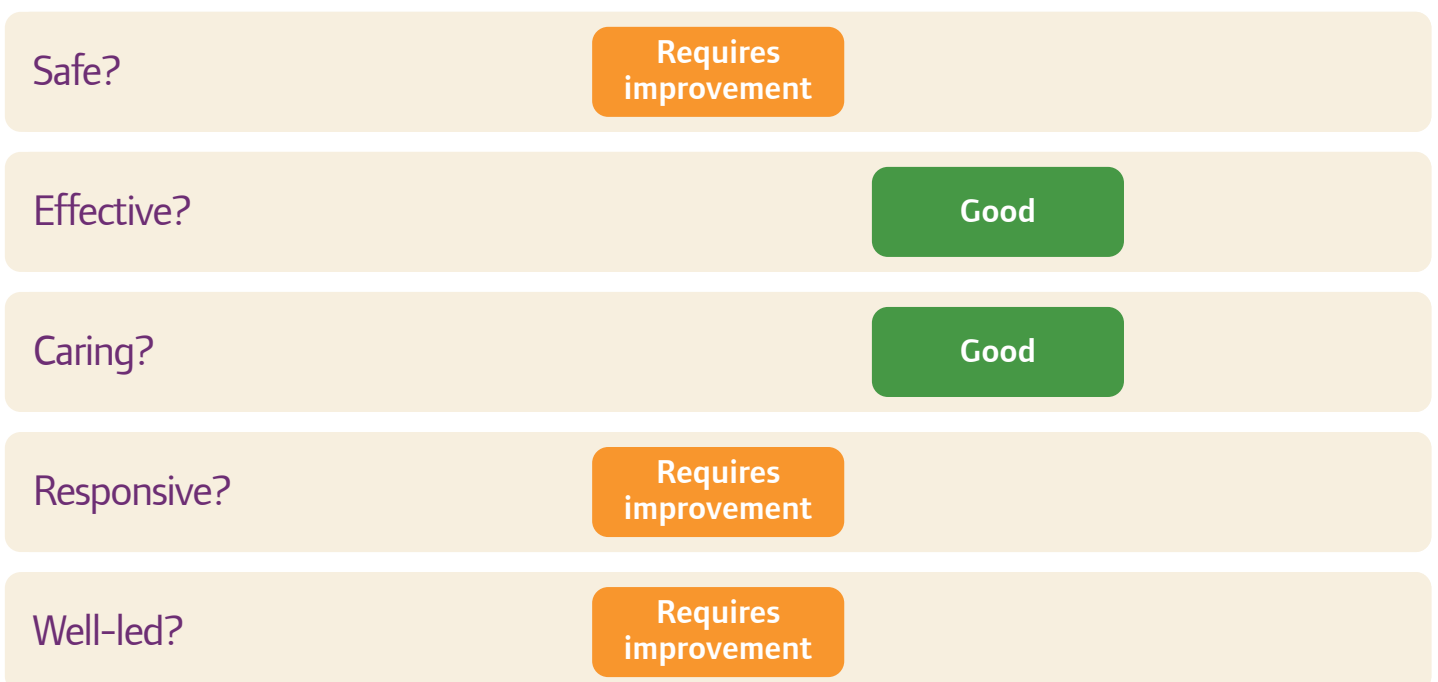 Safe?
Requires
improvement
Effective?
Good
Caring?
Good
Responsive?
Requires
improvement
Well-led?
Requires
improvement